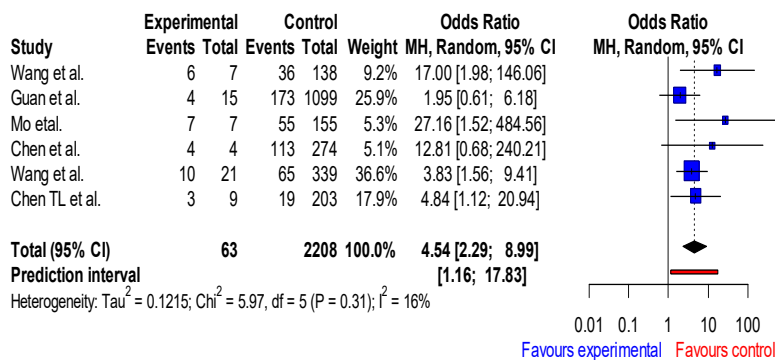 Experimental Control Odds Ratio Odds Ratio
Study Events Total Events Total Weight MH, Random, 95% CI MH, Random, 95% CI
Wang et al. 6 7 36 138 9.2% 17.00 [1.98; 146.06]
Guan et al. 4 15 173 1099 25.9% 1.95 [0.61; 6.18]
Mo etal. 7 7 55 155 5.3% 27.16 [1.52; 484.56]
Chen et al. 4 4 113 274 5.1% 12.81 [0.68; 240.21]
Wang et al. 10 21 65 339 36.6% 3.83 [1.56; 9.41]
Chen TL et al. 3 9 19 203 17.9% 4.84 [1.12; 20.94]
Total (95% CI) 63 2208 100.0% 4.54 [2.29; 8.99]
Prediction interval [1.16; 17.83]
Heterogeneity: Tau² = 0.1215; Chi² = 5.97, df = 5 (P = 0.31); I² = 16%
0.01 0.1 1 10 100
Favours experimental Favours control